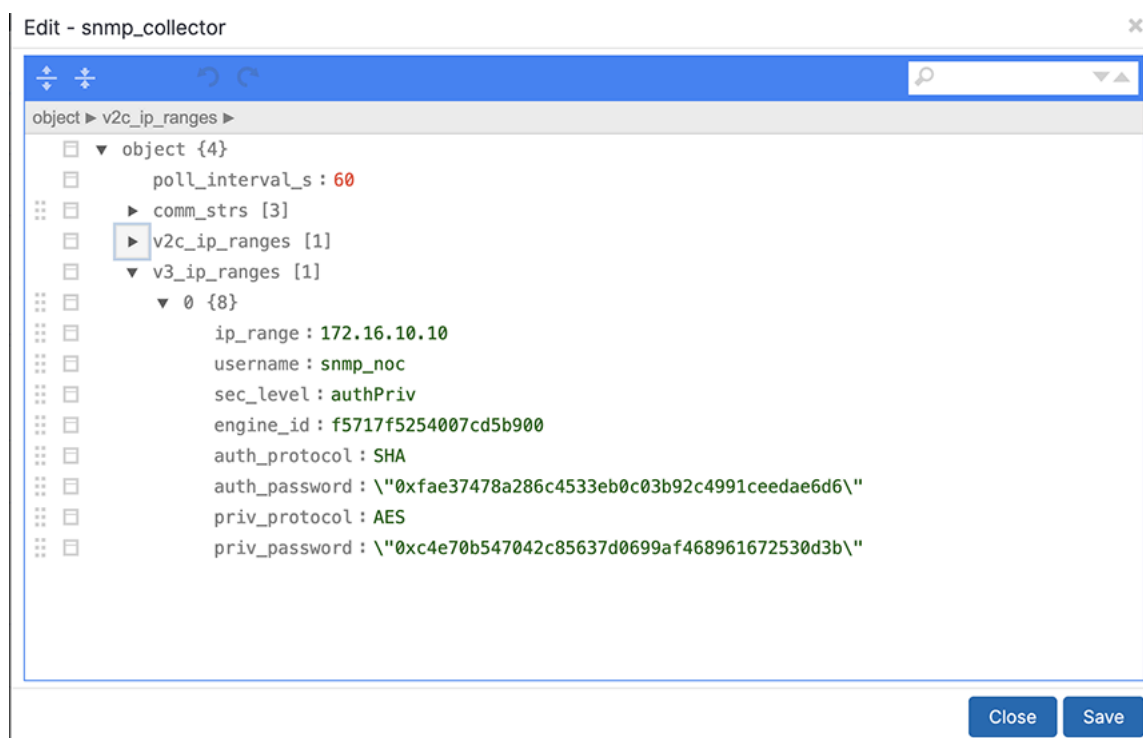 Edit - snmp_collector
object ▶ v2c_ip_ranges ▶
object {4}
poll_interval_s : 60
comm_strs [3]
v2c_ip_ranges [1]
v3_ip_ranges [1]
0 {8}
ip_range : 172.16.10.10
username : snmp_noc
sec_level : authPriv
engine_id : f5717f5254007cd5b900
auth_protocol : SHA
auth_password : \"0xfae37478a286c4533eb0c03b92c4991ceedae6d6\"
priv_protocol : AES
priv_password : \"0xc4e70b547042c85637d0699af468961672530d3b\"
Close Save